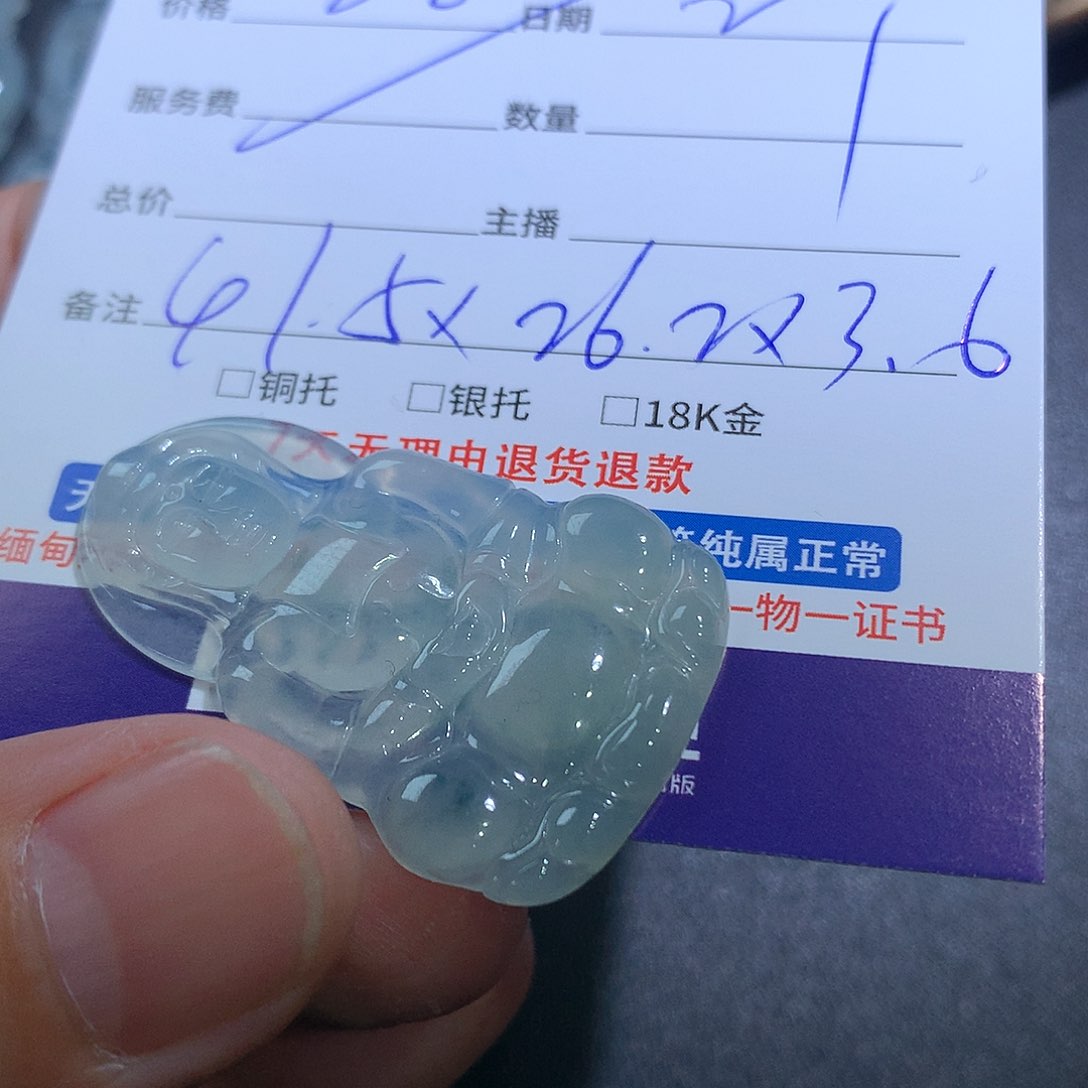 价格 日期
服务费 数量
总价 主播
备注 41.5x26.2x3.6
□铜托 □银托 □18K金
天无理由退货退款
纯属正常
缅甸 一物一证书
版